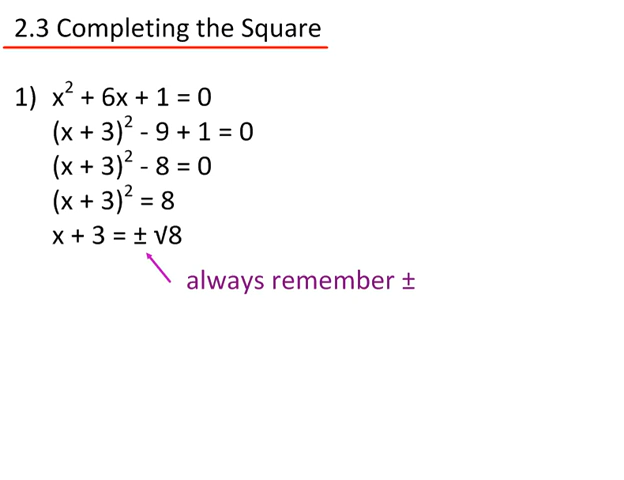 2.3 Completing the Square
1) x² + 6x + 1 = 0
(x + 3)² - 9 + 1 = 0
(x + 3)² - 8 = 0
(x + 3)² = 8
x + 3 = ± √8
always remember ±